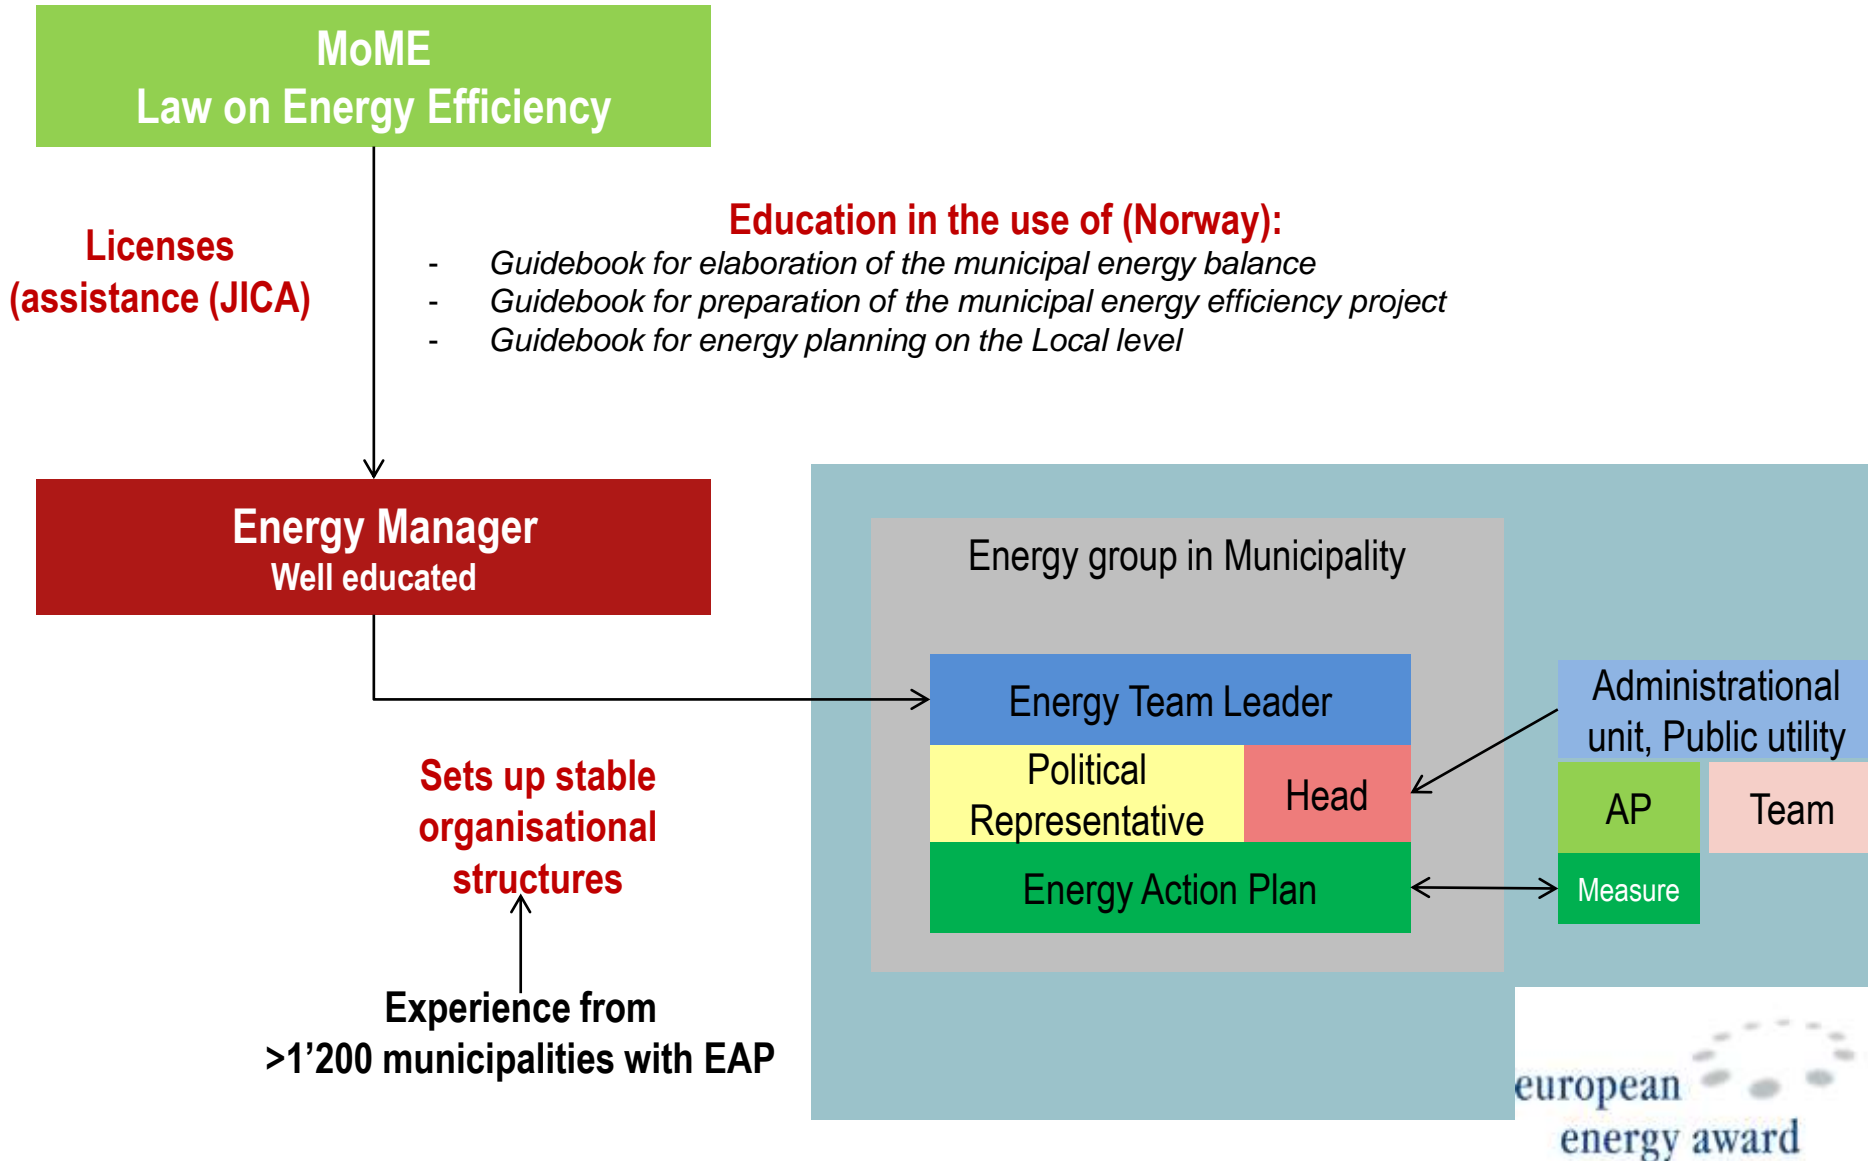 MoME
Law on Energy Efficiency
Licenses
(assistance (JICA)
Education in the use of (Norway):
- Guidebook for elaboration of the municipal energy balance
- Guidebook for preparation of the municipal energy efficiency project
- Guidebook for energy planning on the Local level
Energy Manager
Well educated
Energy group in Municipality
Energy Team Leader
Political
Representative
Head
Energy Action Plan
Administrational
unit, Public utility
AP
Team
Measure
Sets up stable
organisational
structures
Experience from
>1’200 municipalities with EAP
european
energy award